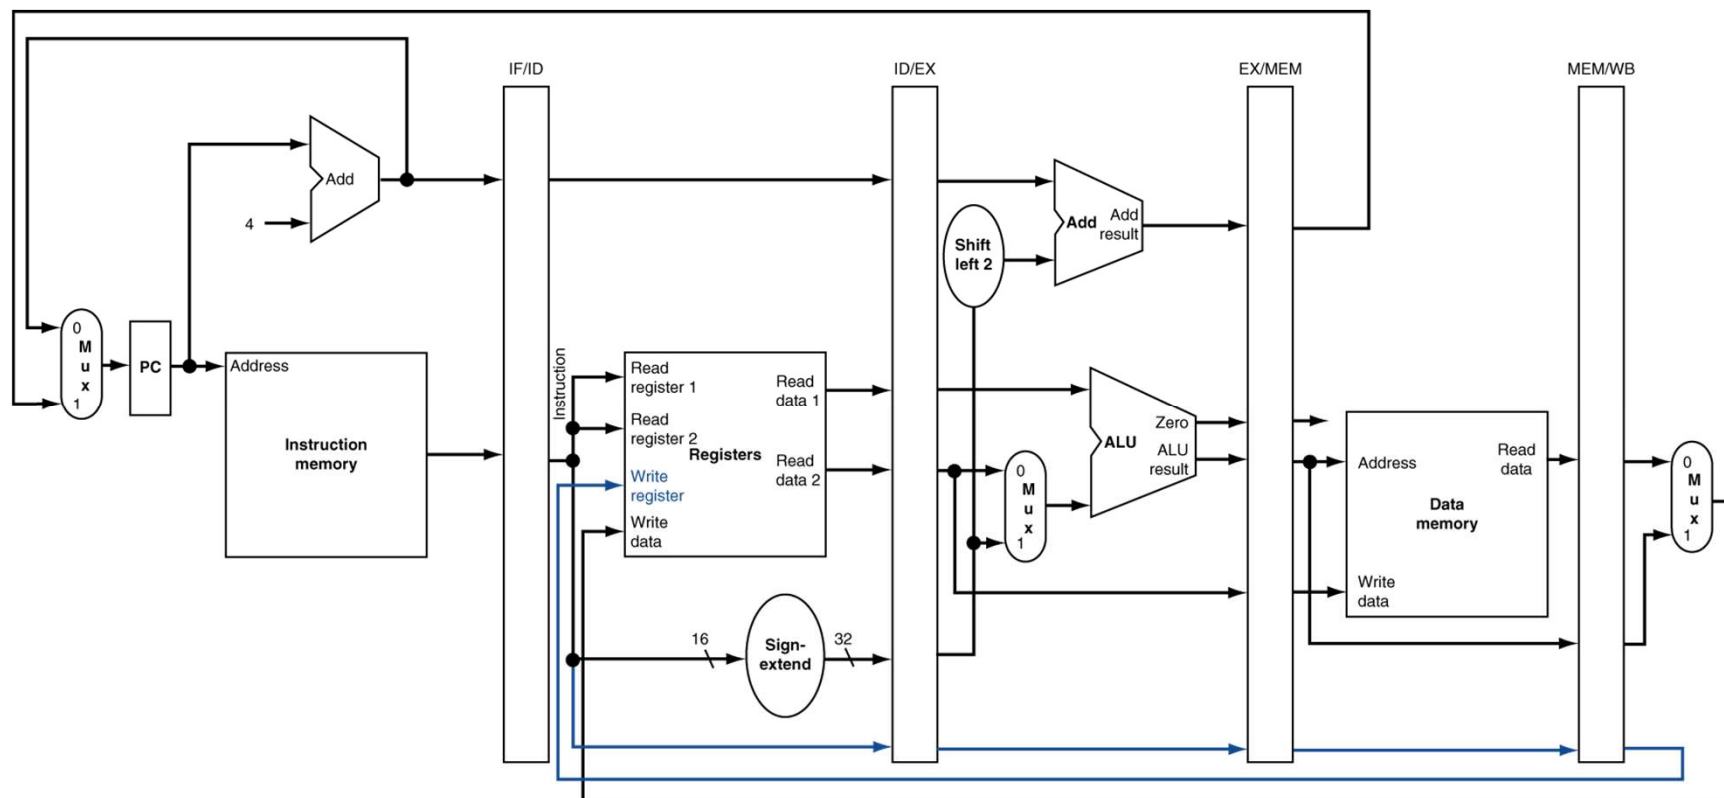 IF/ID
ID/EX
EX/MEM
MEM/WB
Add
4
Shift
left 2
Add
Add
result
0
M
u
x
1
PC
Address
Instruction
memory
Instruction
Read
register 1
Read
register 2
Write
register
Write
data
Registers
Read
data 1
Read
data 2
16
Sign-
extend
32
0
M
u
x
1
ALU
Zero
ALU
result
Address
Read
data
Data
memory
Write
data
0
M
u
x
1